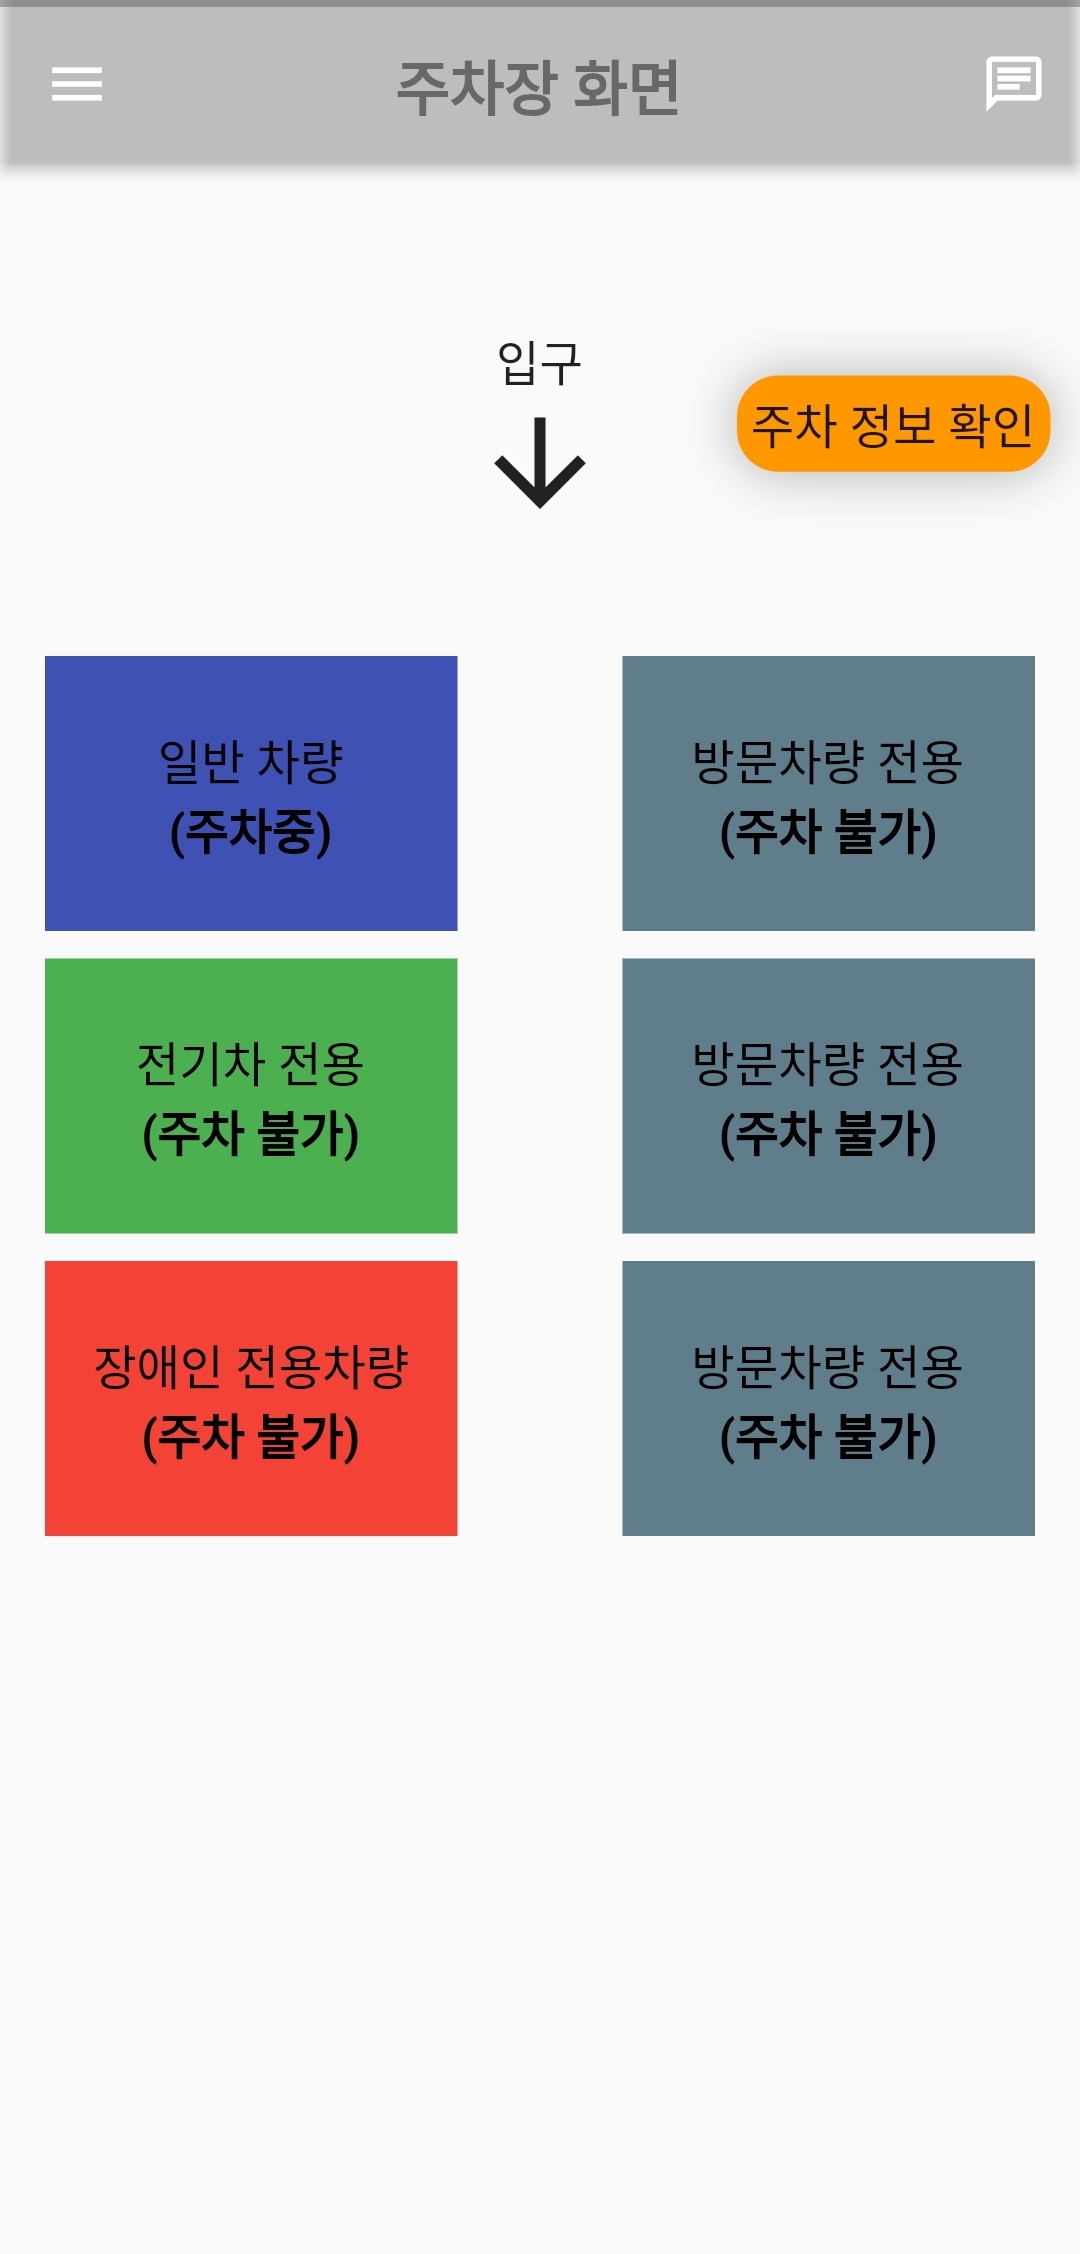 주차장 화면
입구
주차 정보 확인
일반 차량
(주차중)
방문차량 전용
(주차 불가)
전기차 전용
(주차 불가)
방문차량 전용
(주차 불가)
장애인 전용차량
(주차 불가)
방문차량 전용
(주차 불가)